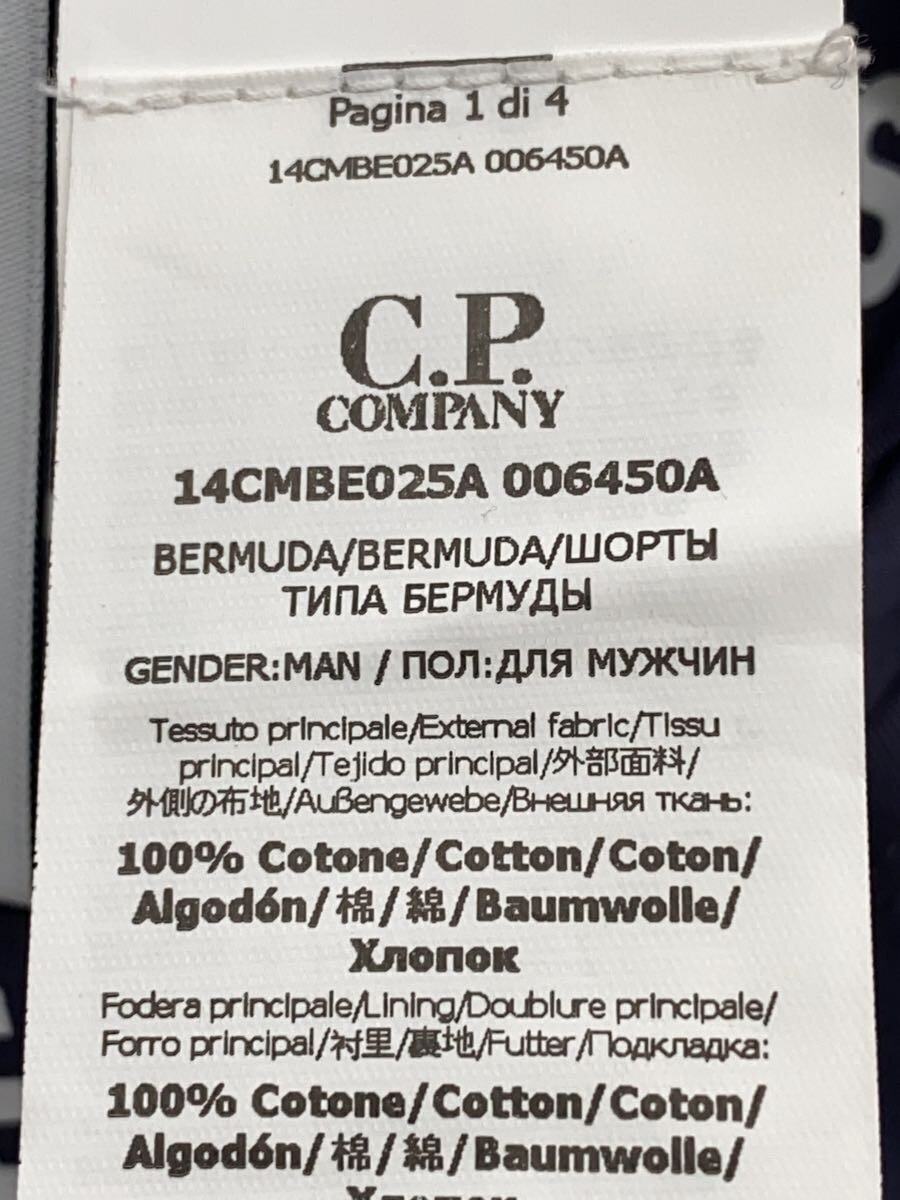 Pagina 1 di 4
14CMBE025A 006450A
C.P.
COMPANY
14CMBE025A 006450A
BERMUDA/BERMUDA/ШОРТЫ
ТИПА БЕРМУДЫ
GENDER:MAN / ПОЛ:ДЛЯ МУЖЧИН
Tessuto principale/External fabric/Tissu
principal/Tejido principal/外部面料/
外側の布地/Außengewebe/Внешняя ткань:
100% Cotone/Cotton/Coton/
Algodón/棉/綿/Baumwolle/
Хлопок
Fodera principale/Lining/Doublure principale/
Forro principal/衬里/裏地/Futter/Подкладка:
100% Cotone/Cotton/Coton/
Algodón/棉/綿/Baumwolle/
Хлопок